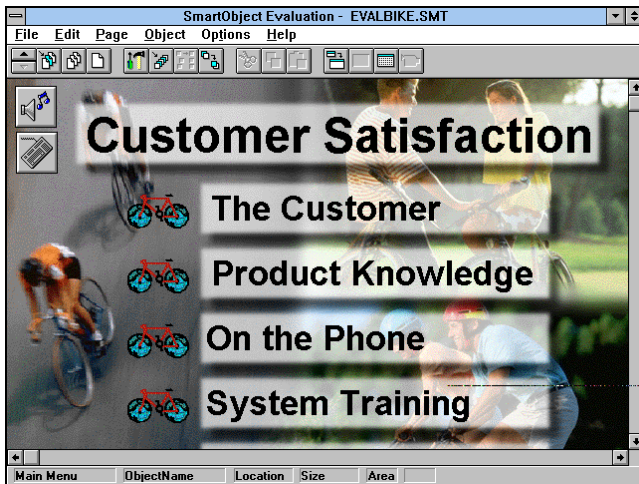 SmartObject Evaluation - EVALBIKE.SMT
File Edit Page Object Options Help
Customer Satisfaction
The Customer
Product Knowledge
On the Phone
System Training
Main Menu ObjectName Location Size Area